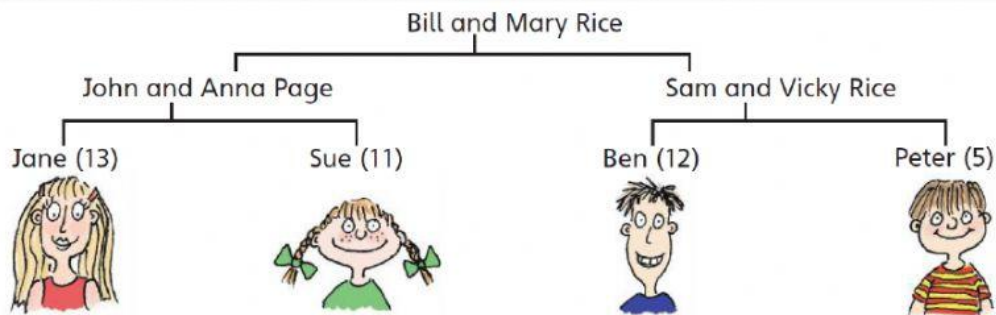 Bill and Mary Rice
John and Anna Page
Sam and Vicky Rice
Jane (13)
Sue (11)
Ben (12)
Peter (5)